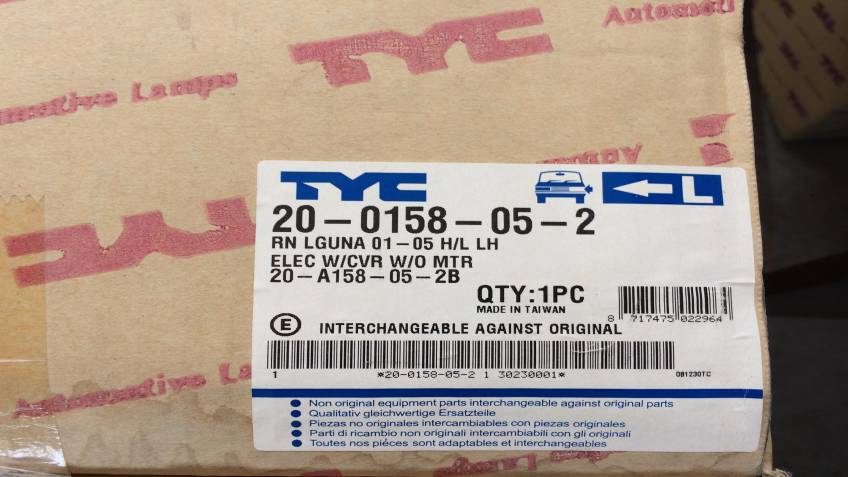 TYC
Automoti
motive Lamps
TYC L
20-0158-05-2
RN LGUNA 01-05 H/L LH
ELEC W/CVR W/O MTR
20-A158-05-2B
QTY:1PC
MADE IN TAIWAN
8 717475 022964
E INTERCHANGEABLE AGAINST ORIGINAL
1 *20-0158-05-2 1 30230001* 081230TC
• Non original equipment parts interchangeable against original parts
• Qualitativ gleichwertige Ersatzteile
• Piezas no originales intercambiables con piezas originales
• Parti di ricambio non originali intercambiabili con gli originali
• Toutes nos piéces sont adaptables et interchangeables
Automotive La